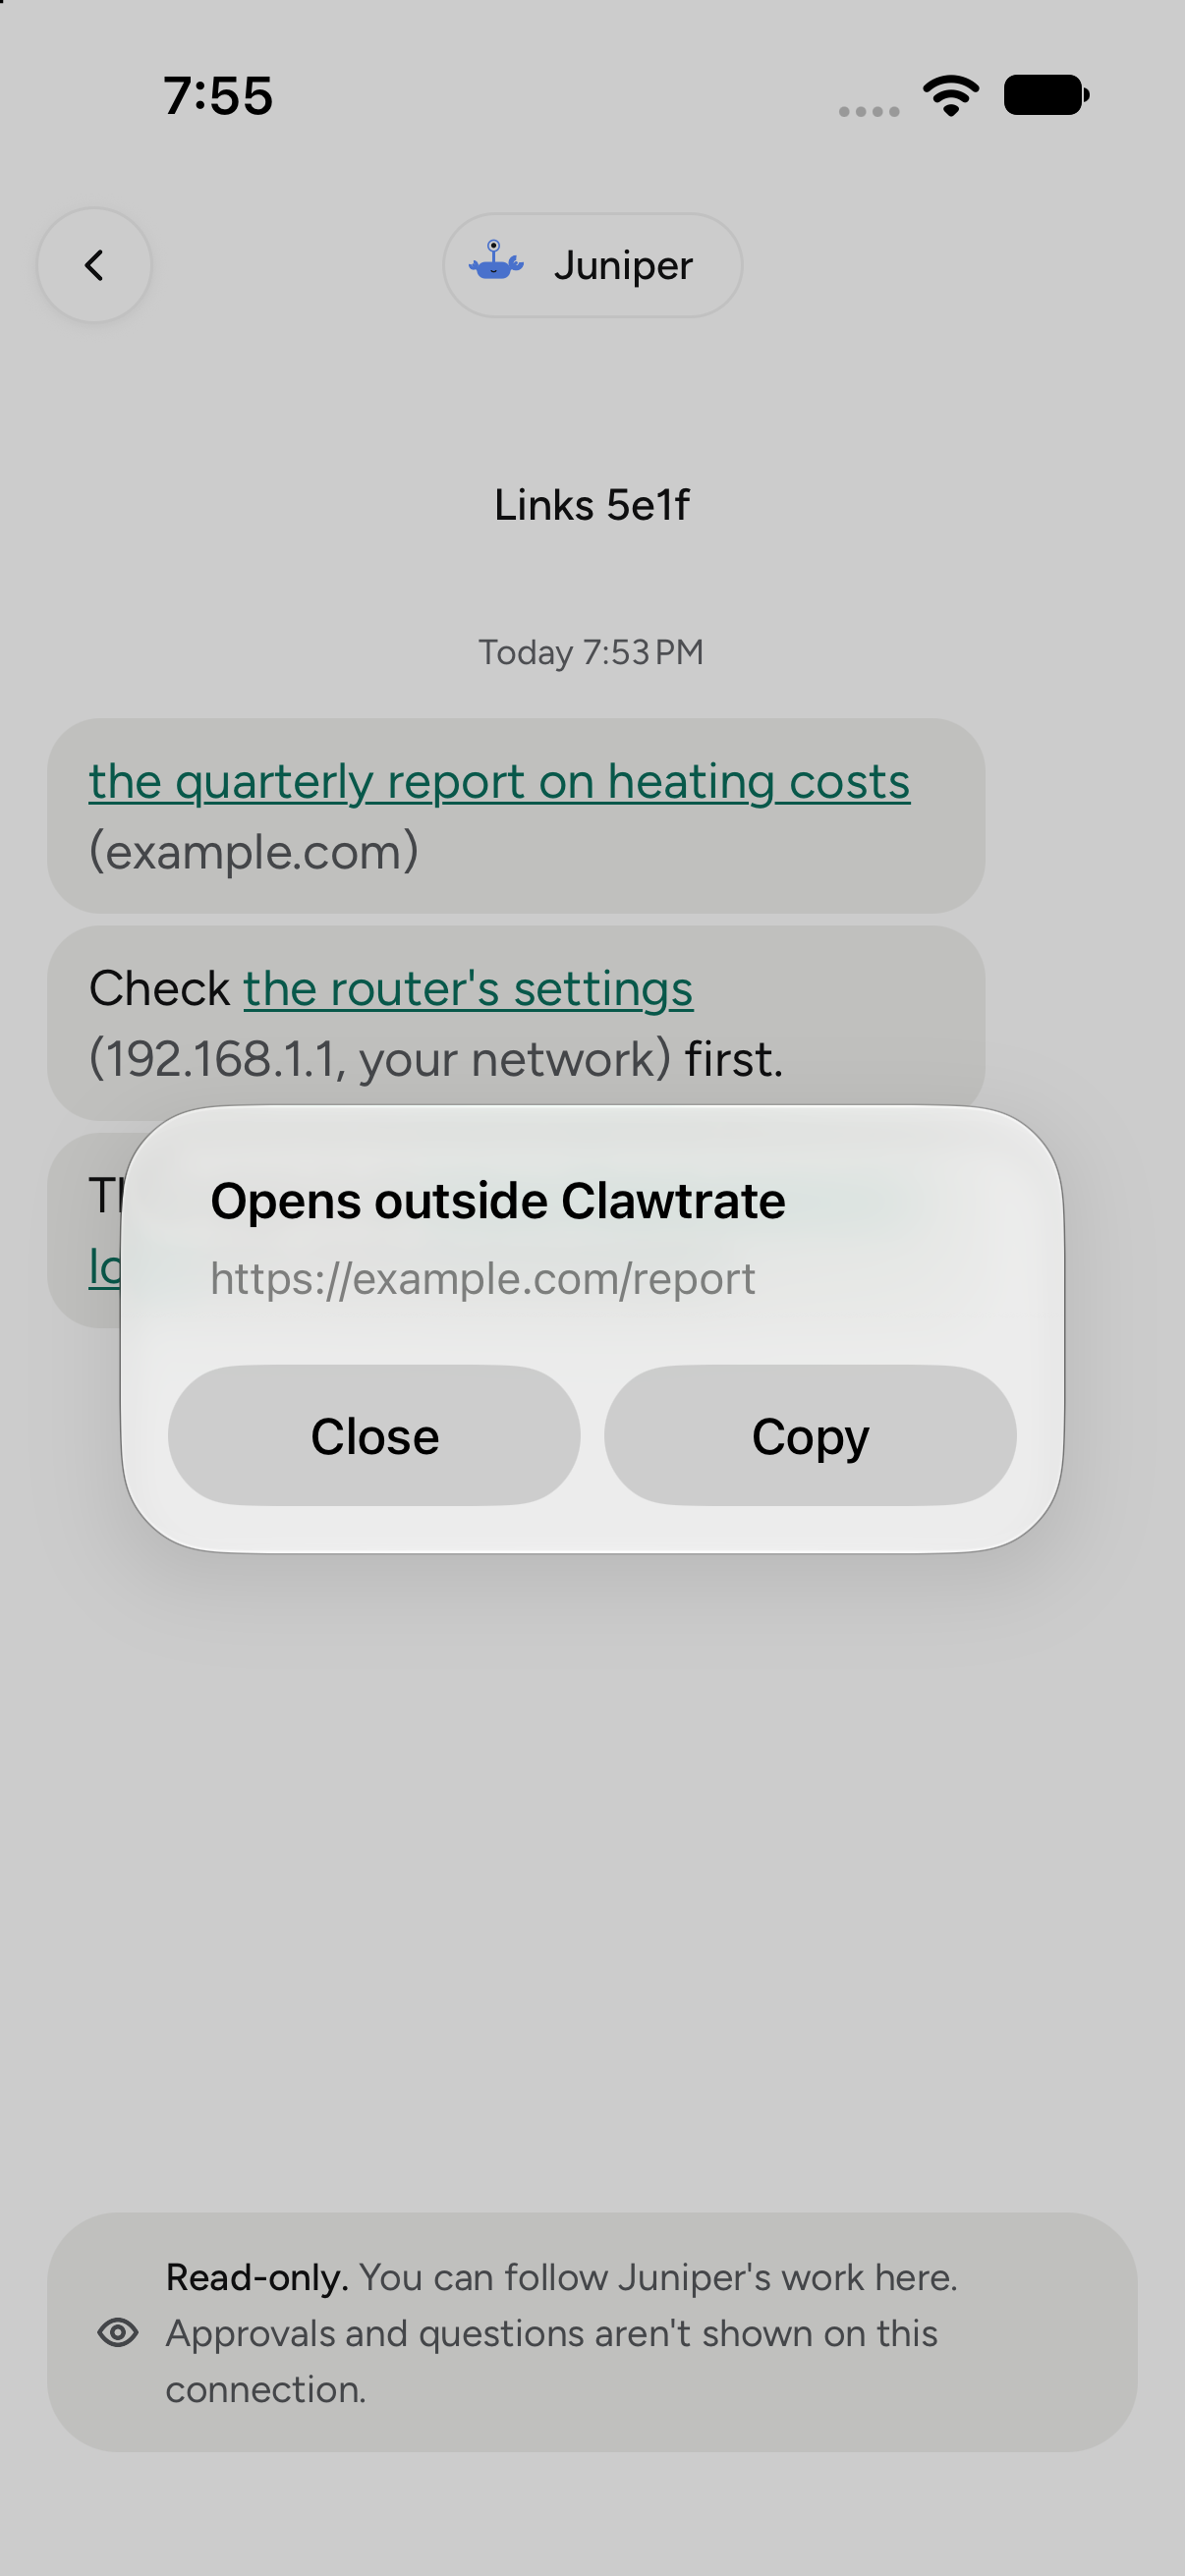 7:55
Juniper
Links 5e1f
Today 7:53 PM
the quarterly report on heating costs
(example.com)
Check the router's settings
(192.168.1.1, your network) first.
Opens outside Clawtrate
https://example.com/report
Close
Copy
Read-only. You can follow Juniper's work here.
Approvals and questions aren't shown on this
connection.